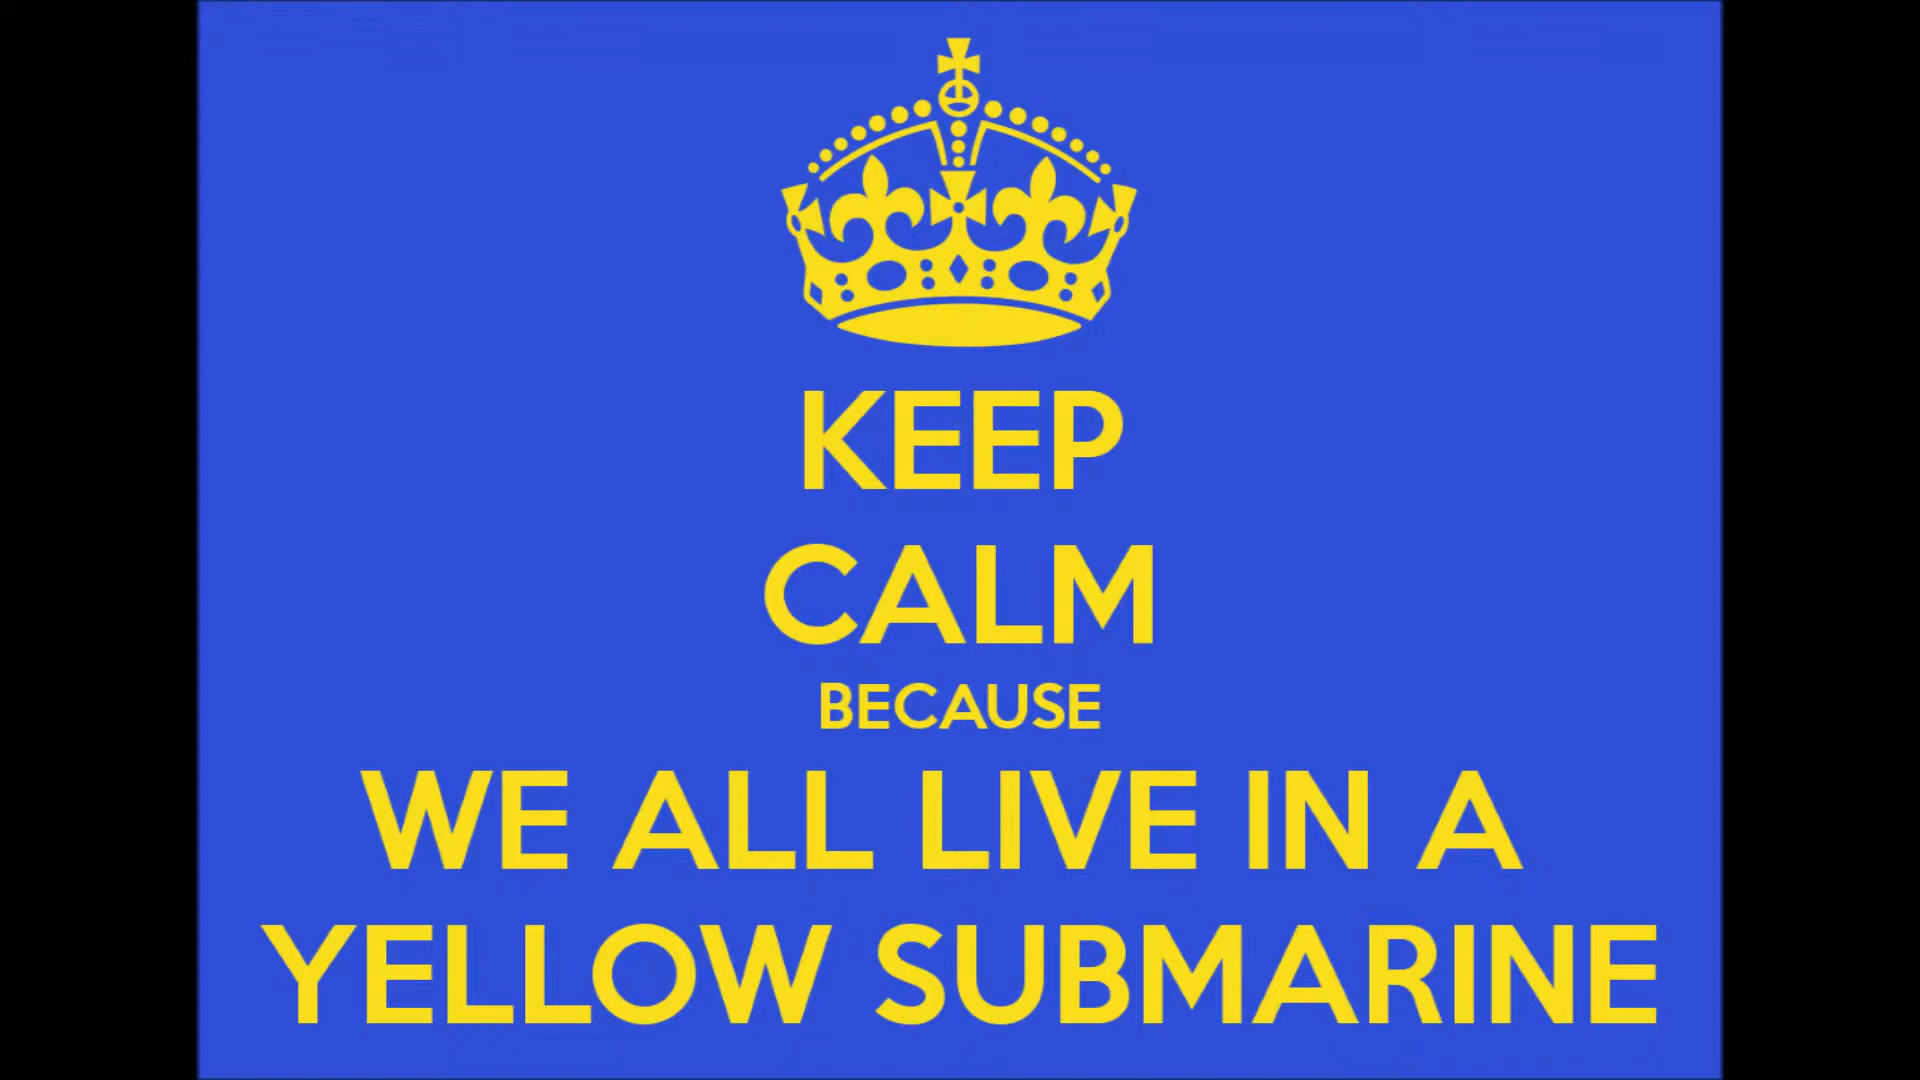 KEEP
CALM
BECAUSE
WE ALL LIVE IN A
YELLOW SUBMARINE